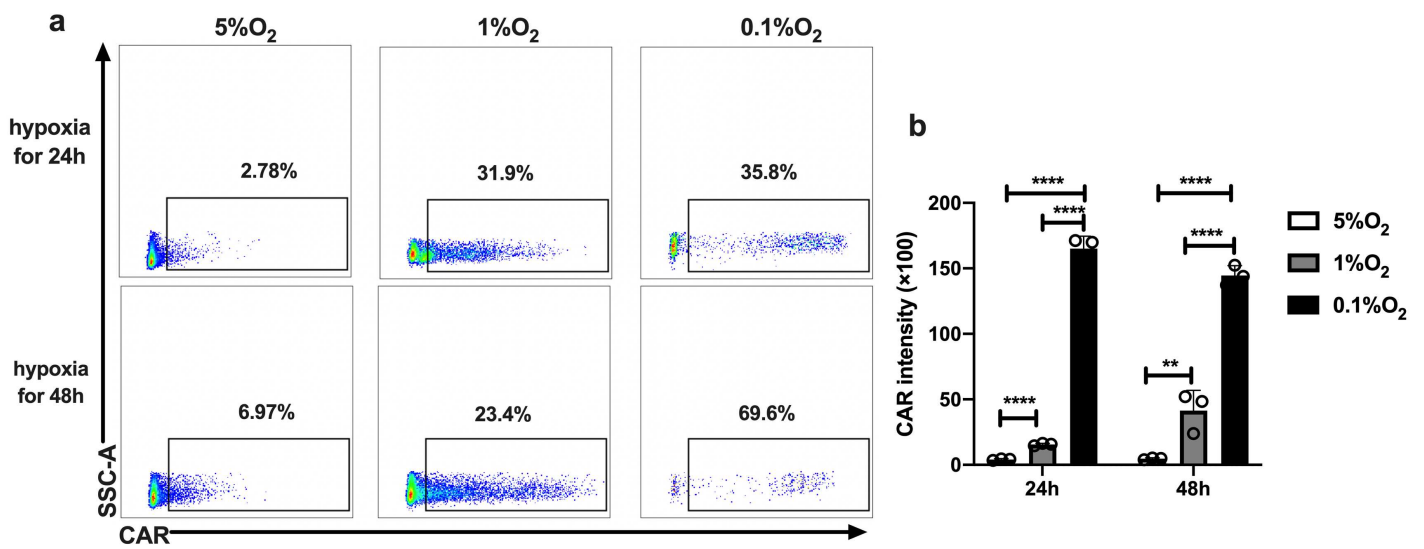 a
5%O₂
1%O₂
0.1%O₂
hypoxia
for 24h
2.78%
31.9%
35.8%
hypoxia
for 48h
6.97%
23.4%
69.6%
SSC-A
CAR
b
CAR intensity (×100)
200
150
100
50
0
****
****
****
****
****
**
24h
48h
5%O₂
1%O₂
0.1%O₂